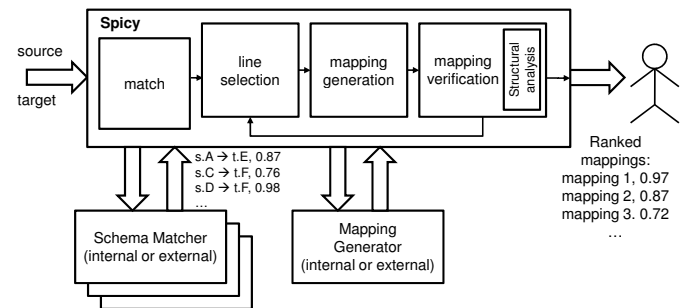 Spicy
source
target
match
line
selection
mapping
generation
mapping
verification
Structural
analysis
s.A → t.E, 0.87
s.C → t.F, 0.76
s.D → t.F, 0.98
…
Schema Matcher
(internal or external)
Mapping
Generator
(internal or external)
Ranked
mappings:
mapping 1, 0.97
mapping 2, 0.87
mapping 3. 0.72
…